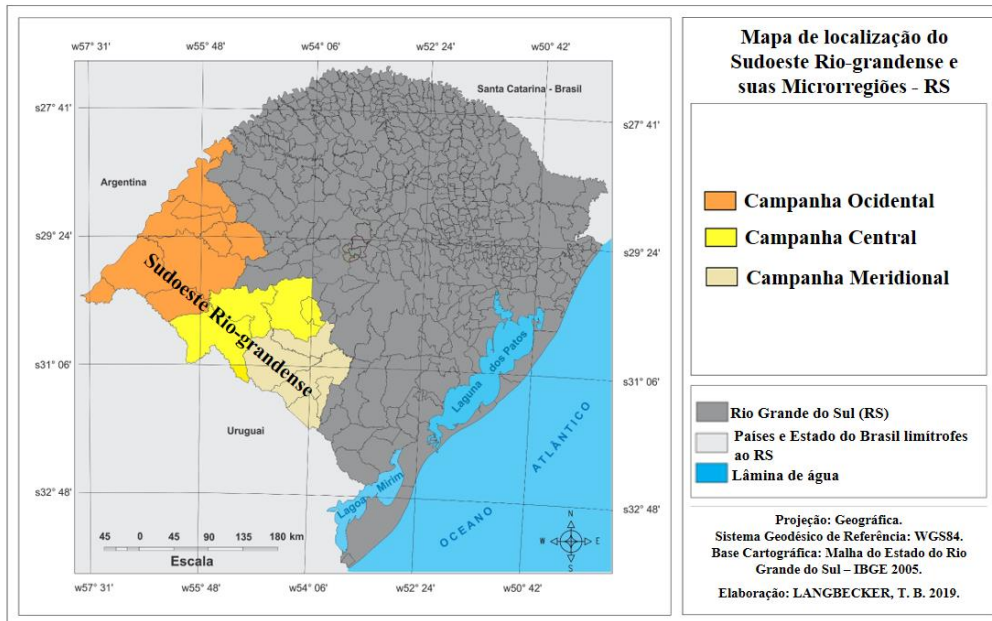 w57° 31'
w55° 48'
w54° 06'
w52° 24'
w50° 42'
s27° 41'
s27° 41'
s29° 24'
s29° 24'
s31° 06'
s31° 06'
s32° 48'
s32° 48'
Santa Catarina - Brasil
Argentina
Sudoeste Rio-grandense
Uruguai
Laguna dos Patos
Lagoa Mirim
OCEANO ATLÂNTICO
N
W E
S
45 0 45 90 135 180 km
Escala
w57° 31'
w55° 48'
w54° 06'
w52° 24'
w50° 42'
Mapa de localização do
Sudoeste Rio-grandense e
suas Microrregiões - RS
Campanha Ocidental
Campanha Central
Campanha Meridional
Rio Grande do Sul (RS)
Países e Estado do Brasil limítrofes
ao RS
Lâmina de água
Projeção: Geográfica.
Sistema Geodésico de Referência: WGS84.
Base Cartográfica: Malha do Estado do Rio
Grande do Sul – IBGE 2005.
Elaboração: LANGBECKER, T. B. 2019.